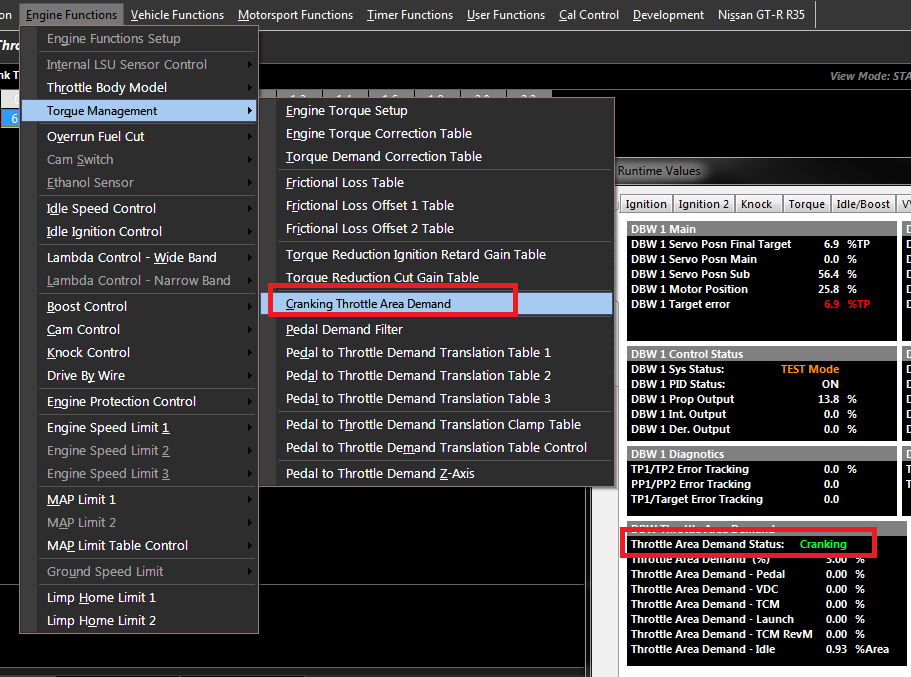 on Engine Functions Vehicle Functions Motorsport Functions Timer Functions User Functions Cal Control Development Nissan GT-R R35
Engine Functions Setup
Internal LSU Sensor Control
Throttle Body Model
Torque Management
Overrun Fuel Cut
Cam Switch
Ethanol Sensor
Idle Speed Control
Idle Ignition Control
Lambda Control - Wide Band
Lambda Control - Narrow Band
Boost Control
Cam Control
Knock Control
Drive By Wire
Engine Protection Control
Engine Speed Limit 1
Engine Speed Limit 2
Engine Speed Limit 3
MAP Limit 1
MAP Limit 2
MAP Limit Table Control
Ground Speed Limit
Limp Home Limit 1
Limp Home Limit 2
Engine Torque Setup
Engine Torque Correction Table
Torque Demand Correction Table
Frictional Loss Table
Frictional Loss Offset 1 Table
Frictional Loss Offset 2 Table
Torque Reduction Ignition Retard Gain Table
Torque Reduction Cut Gain Table
Cranking Throttle Area Demand
Pedal Demand Filter
Pedal to Throttle Demand Translation Table 1
Pedal to Throttle Demand Translation Table 2
Pedal to Throttle Demand Translation Table 3
Pedal to Throttle Demand Translation Clamp Table
Pedal to Throttle Demand Translation Table Control
Pedal to Throttle Demand Z-Axis
View Mode: STA
Runtime Values
Ignition Ignition 2 Knock Torque Idle/Boost
DBW 1 Main
DBW 1 Servo Posn Final Target 6.9 %TP
DBW 1 Servo Posn Main 0.0 %
DBW 1 Servo Posn Sub 56.4 %
DBW 1 Motor Position 25.8 %
DBW 1 Target error 6.9 %TP
DBW 1 Control Status
DBW 1 Sys Status: TEST Mode
DBW 1 PID Status: ON
DBW 1 Prop Output 13.8 %
DBW 1 Int. Output 0.0 %
DBW 1 Der. Output 0.0 %
DBW 1 Diagnostics
TP1/TP2 Error Tracking 0.0 %
PP1/PP2 Error Tracking 0.0
TP1/Target Error Tracking 0.0
DBW Throttle Area Demand
Throttle Area Demand Status: Cranking
Throttle Area Demand (%) 3.00 %
Throttle Area Demand - Pedal 0.00 %
Throttle Area Demand - VDC 0.00 %
Throttle Area Demand - TCM 0.00 %
Throttle Area Demand - Launch 0.00 %
Throttle Area Demand - TCM RevM 0.00 %
Throttle Area Demand - Idle 0.93 %Area